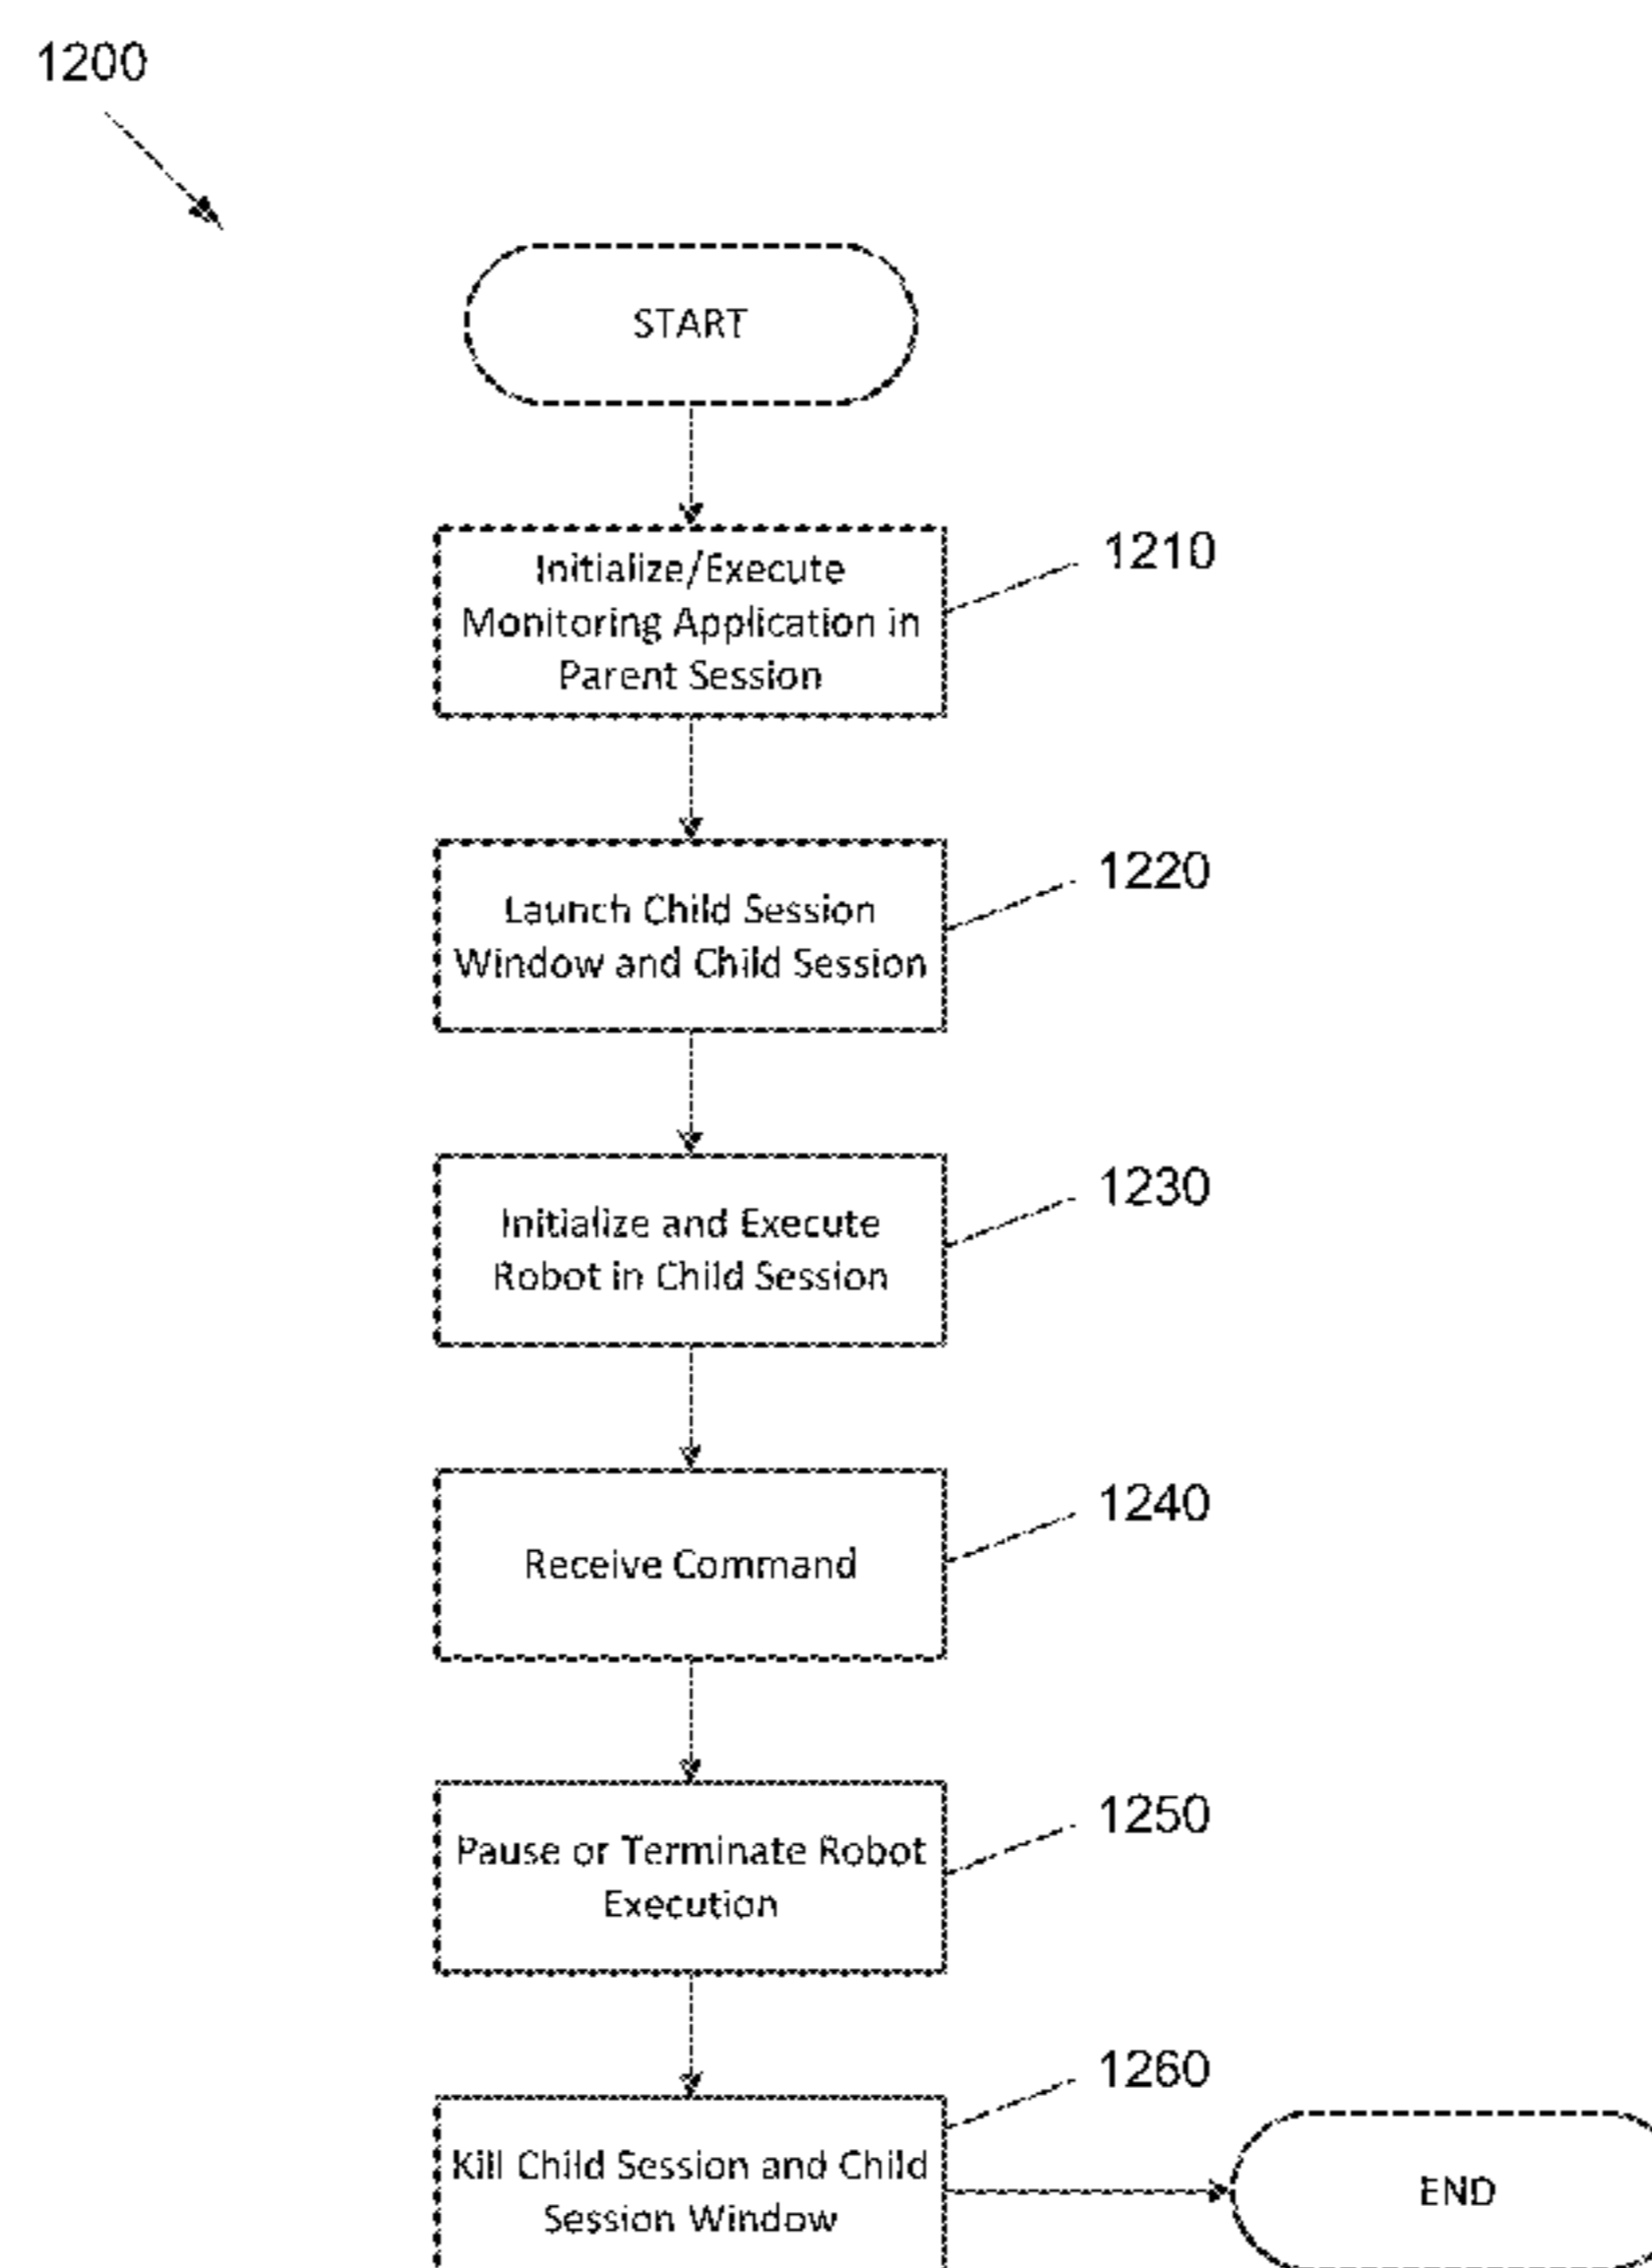 1200
START
Initialize/Execute
Monitoring Application in
Parent Session
1210
Launch Child Session
Window and Child Session
1220
Initialize and Execute
Robot in Child Session
1230
Receive Command
1240
Pause or Terminate Robot
Execution
1250
Kill Child Session and Child
Session Window
1260
END